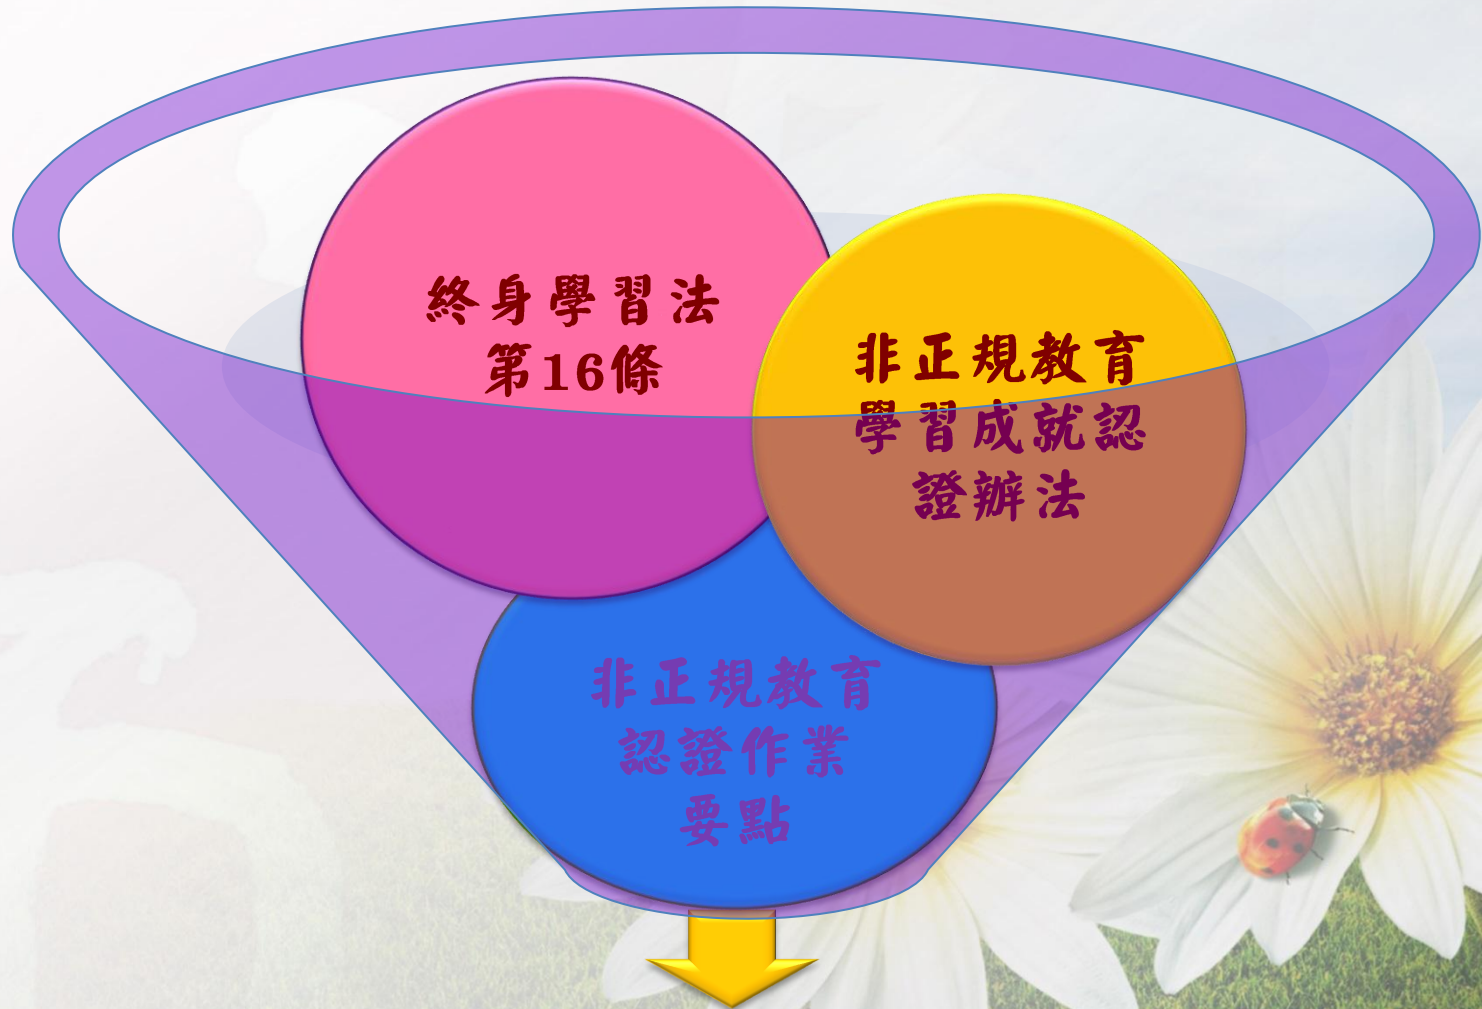 終身學習法
第16條
非正規教育
學習成就認
證辦法
非正規教育
認證作業
要點